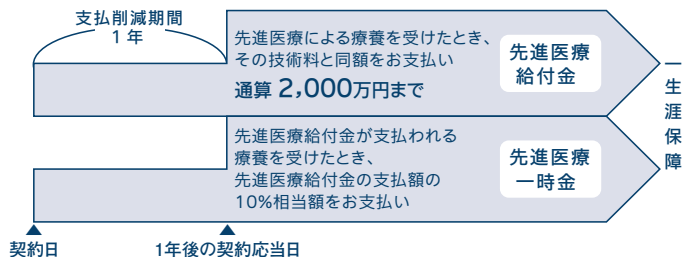 支払削減期間
1年
先進医療による療養を受けたとき、
その技術料と同額をお支払い
通算 2,000万円まで
先進医療
給付金
先進医療給付金が支払われる
療養を受けたとき、
先進医療給付金の支払額の
10%相当額をお支払い
先進医療
一時金
一生涯保障
契約日
1年後の契約応当日